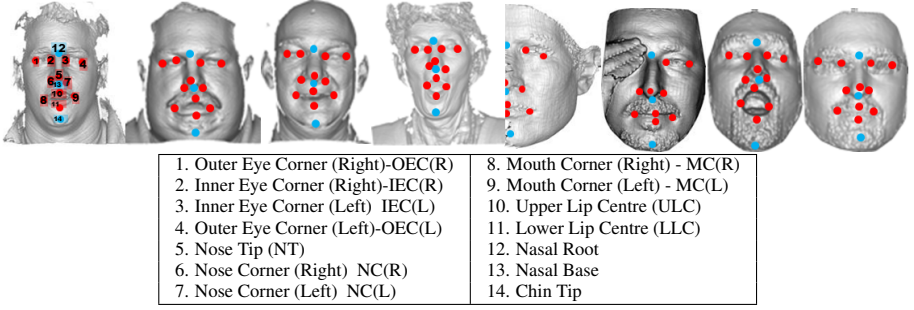 12
1 2 3 4
5
13
6 7
10
8 9
11
14
1. Outer Eye Corner (Right)-OEC(R)
2. Inner Eye Corner (Right)-IEC(R)
3. Inner Eye Corner (Left) IEC(L)
4. Outer Eye Corner (Left)-OEC(L)
5. Nose Tip (NT)
6. Nose Corner (Right) NC(R)
7. Nose Corner (Left) NC(L)
8. Mouth Corner (Right) - MC(R)
9. Mouth Corner (Left) - MC(L)
10. Upper Lip Centre (ULC)
11. Lower Lip Centre (LLC)
12. Nasal Root
13. Nasal Base
14. Chin Tip